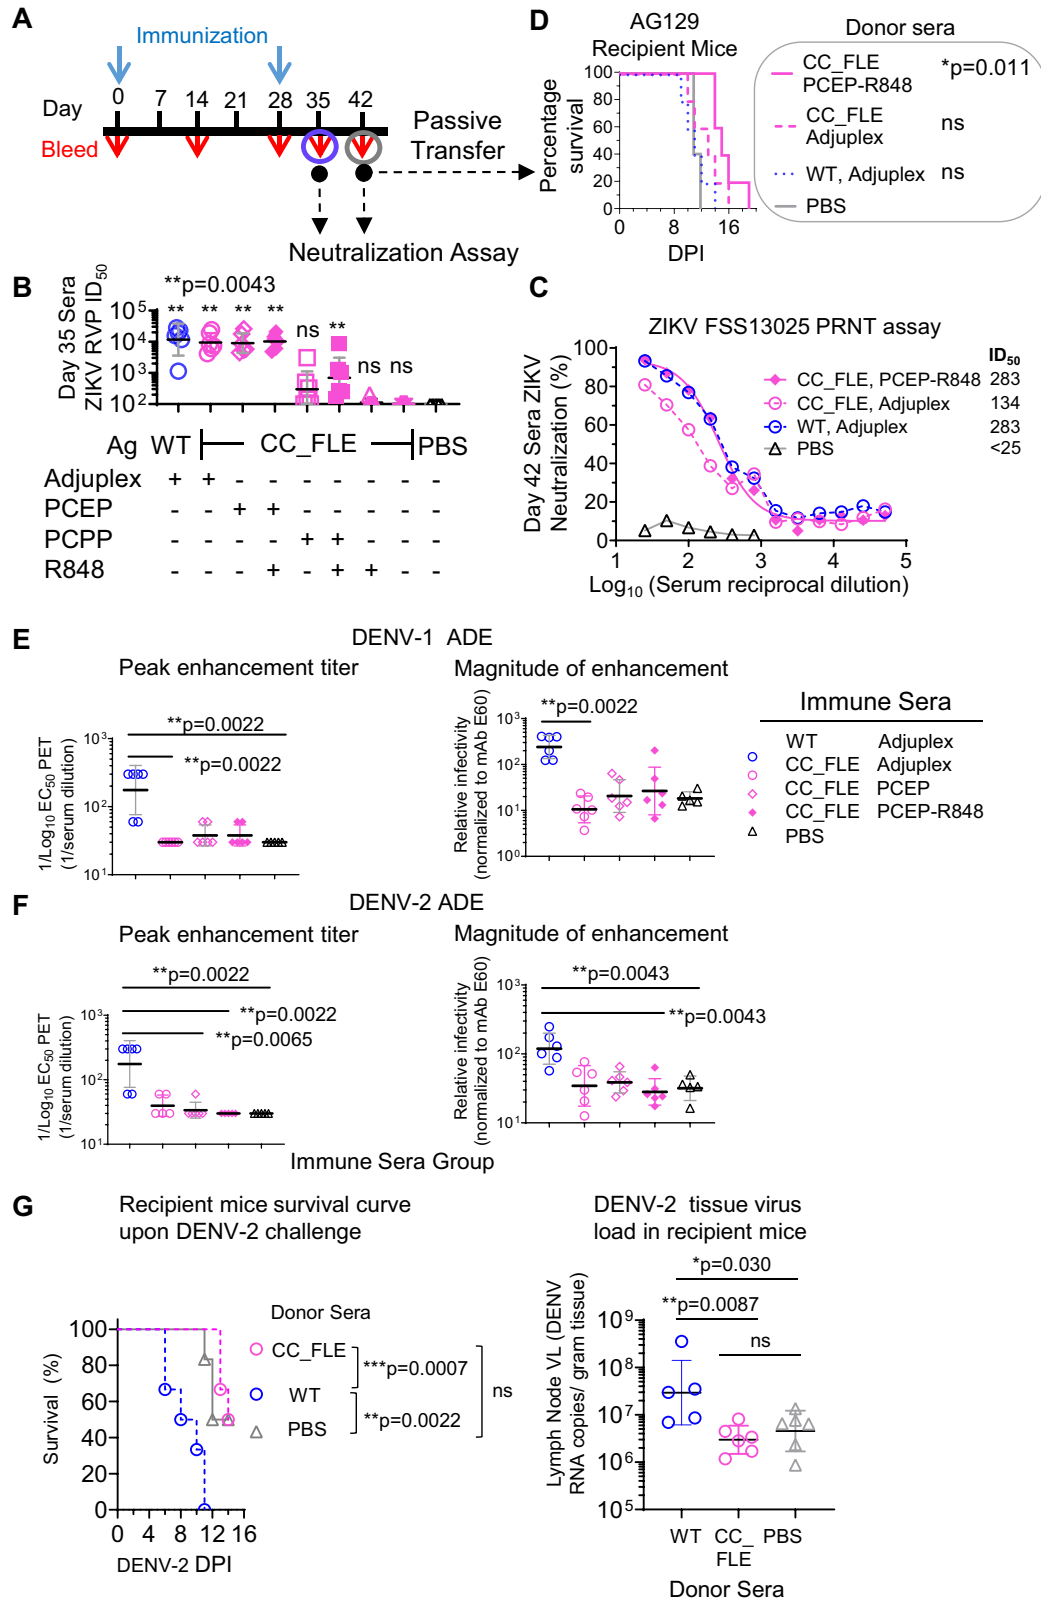 A
Immunization
Day 0 7 14 21 28 35 42
Bleed
Passive
Transfer
Neutralization Assay
D
AG129
Recipient Mice
Percentage
survival
100
80
60
40
20
0
0 8 16
DPI
Donor sera
CC_FLE
PCEP-R848
*p=0.011
CC_FLE
Adjuplex
ns
WT, Adjuplex ns
PBS
B
Day 35 Sera
ZIKV RVP ID50
**p=0.0043
** ** ** ** ns ** ns ns
10^5
10^4
10^3
10^2
Ag WT CC_FLE PBS
Adjuplex + + - - - - - - -
PCEP - - + + - - - - -
PCPP - - - - + + - - -
R848 - - - + - + + - -
C
ZIKV FSS13025 PRNT assay
Day 42 Sera ZIKV
Neutralization (%)
100
80
60
40
20
0
1 2 3 4 5
Log10 (Serum reciprocal dilution)
ID50
CC_FLE, PCEP-R848 283
CC_FLE, Adjuplex 134
WT, Adjuplex 283
PBS <25
E
DENV-1 ADE
Peak enhancement titer
1/Log10 EC50 PET
(1/serum dilution)
10^3
10^2
10^1
**p=0.0022
**p=0.0022
Magnitude of enhancement
Relative infectivity
(normalized to mAb E60)
10^3
10^2
10^1
10^0
**p=0.0022
Immune Sera
WT Adjuplex
CC_FLE Adjuplex
CC_FLE PCEP
CC_FLE PCEP-R848
PBS
F
DENV-2 ADE
Peak enhancement titer
1/Log10 EC50 PET
(1/serum dilution)
10^3
10^2
10^1
**p=0.0022
**p=0.0022
**p=0.0065
Magnitude of enhancement
Relative infectivity
(normalized to mAb E60)
10^3
10^2
10^1
10^0
**p=0.0043
**p=0.0043
Immune Sera Group
G
Recipient mice survival curve
upon DENV-2 challenge
Survival (%)
100
80
60
40
20
0
0 4 8 12 16
DENV-2 DPI
Donor Sera
CC_FLE
WT
PBS
***p=0.0007
**p=0.0022
ns
DENV-2 tissue virus
load in recipient mice
Lymph Node VL (DENV
RNA copies/ gram tissue)
10^9
10^8
10^7
10^6
10^5
*p=0.030
**p=0.0087
ns
WT CC_ PBS
FLE
Donor Sera